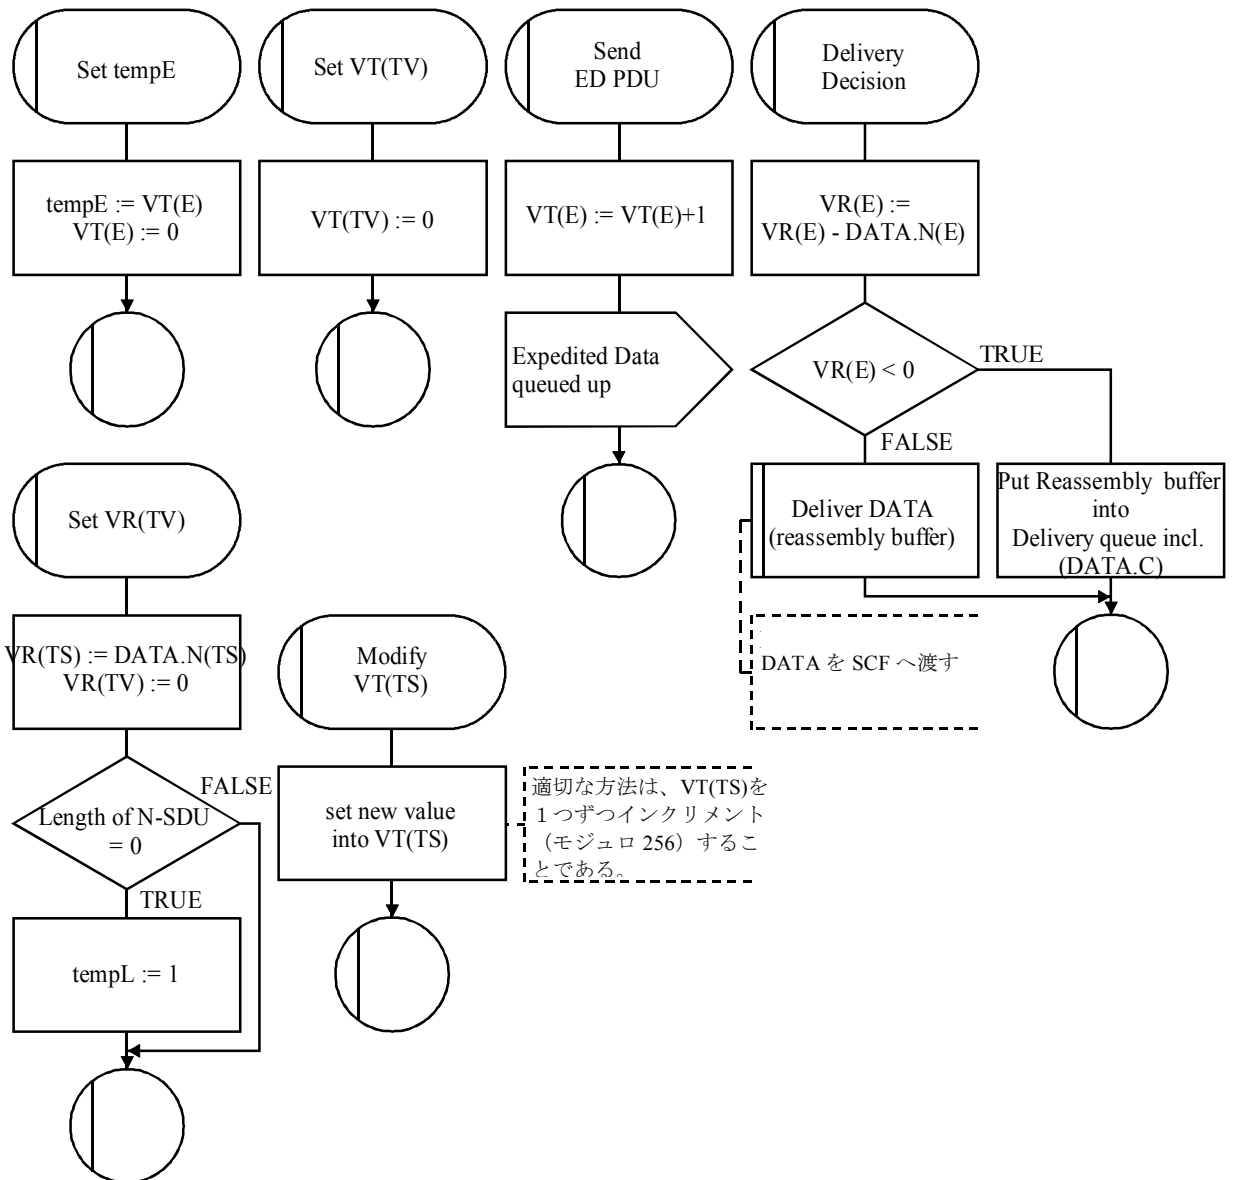 Set tempE
tempE := VT(E)
VT(E) := 0
Set VT(TV)
VT(TV) := 0
Send
ED PDU
VT(E) := VT(E)+1
Expedited Data
queued up
Delivery
Decision
VR(E) :=
VR(E) - DATA.N(E)
VR(E) < 0
TRUE
FALSE
Deliver DATA
(reassembly buffer)
Put Reassembly buffer
into
Delivery queue incl.
(DATA.C)
DATA を SCF へ渡す
Set VR(TV)
VR(TS) := DATA.N(TS)
VR(TV) := 0
Length of N-SDU
= 0
FALSE
TRUE
tempL := 1
Modify
VT(TS)
set new value
into VT(TS)
適切な方法は、VT(TS)を
１つずつインクリメント
（モジュロ 256）するこ
とである。